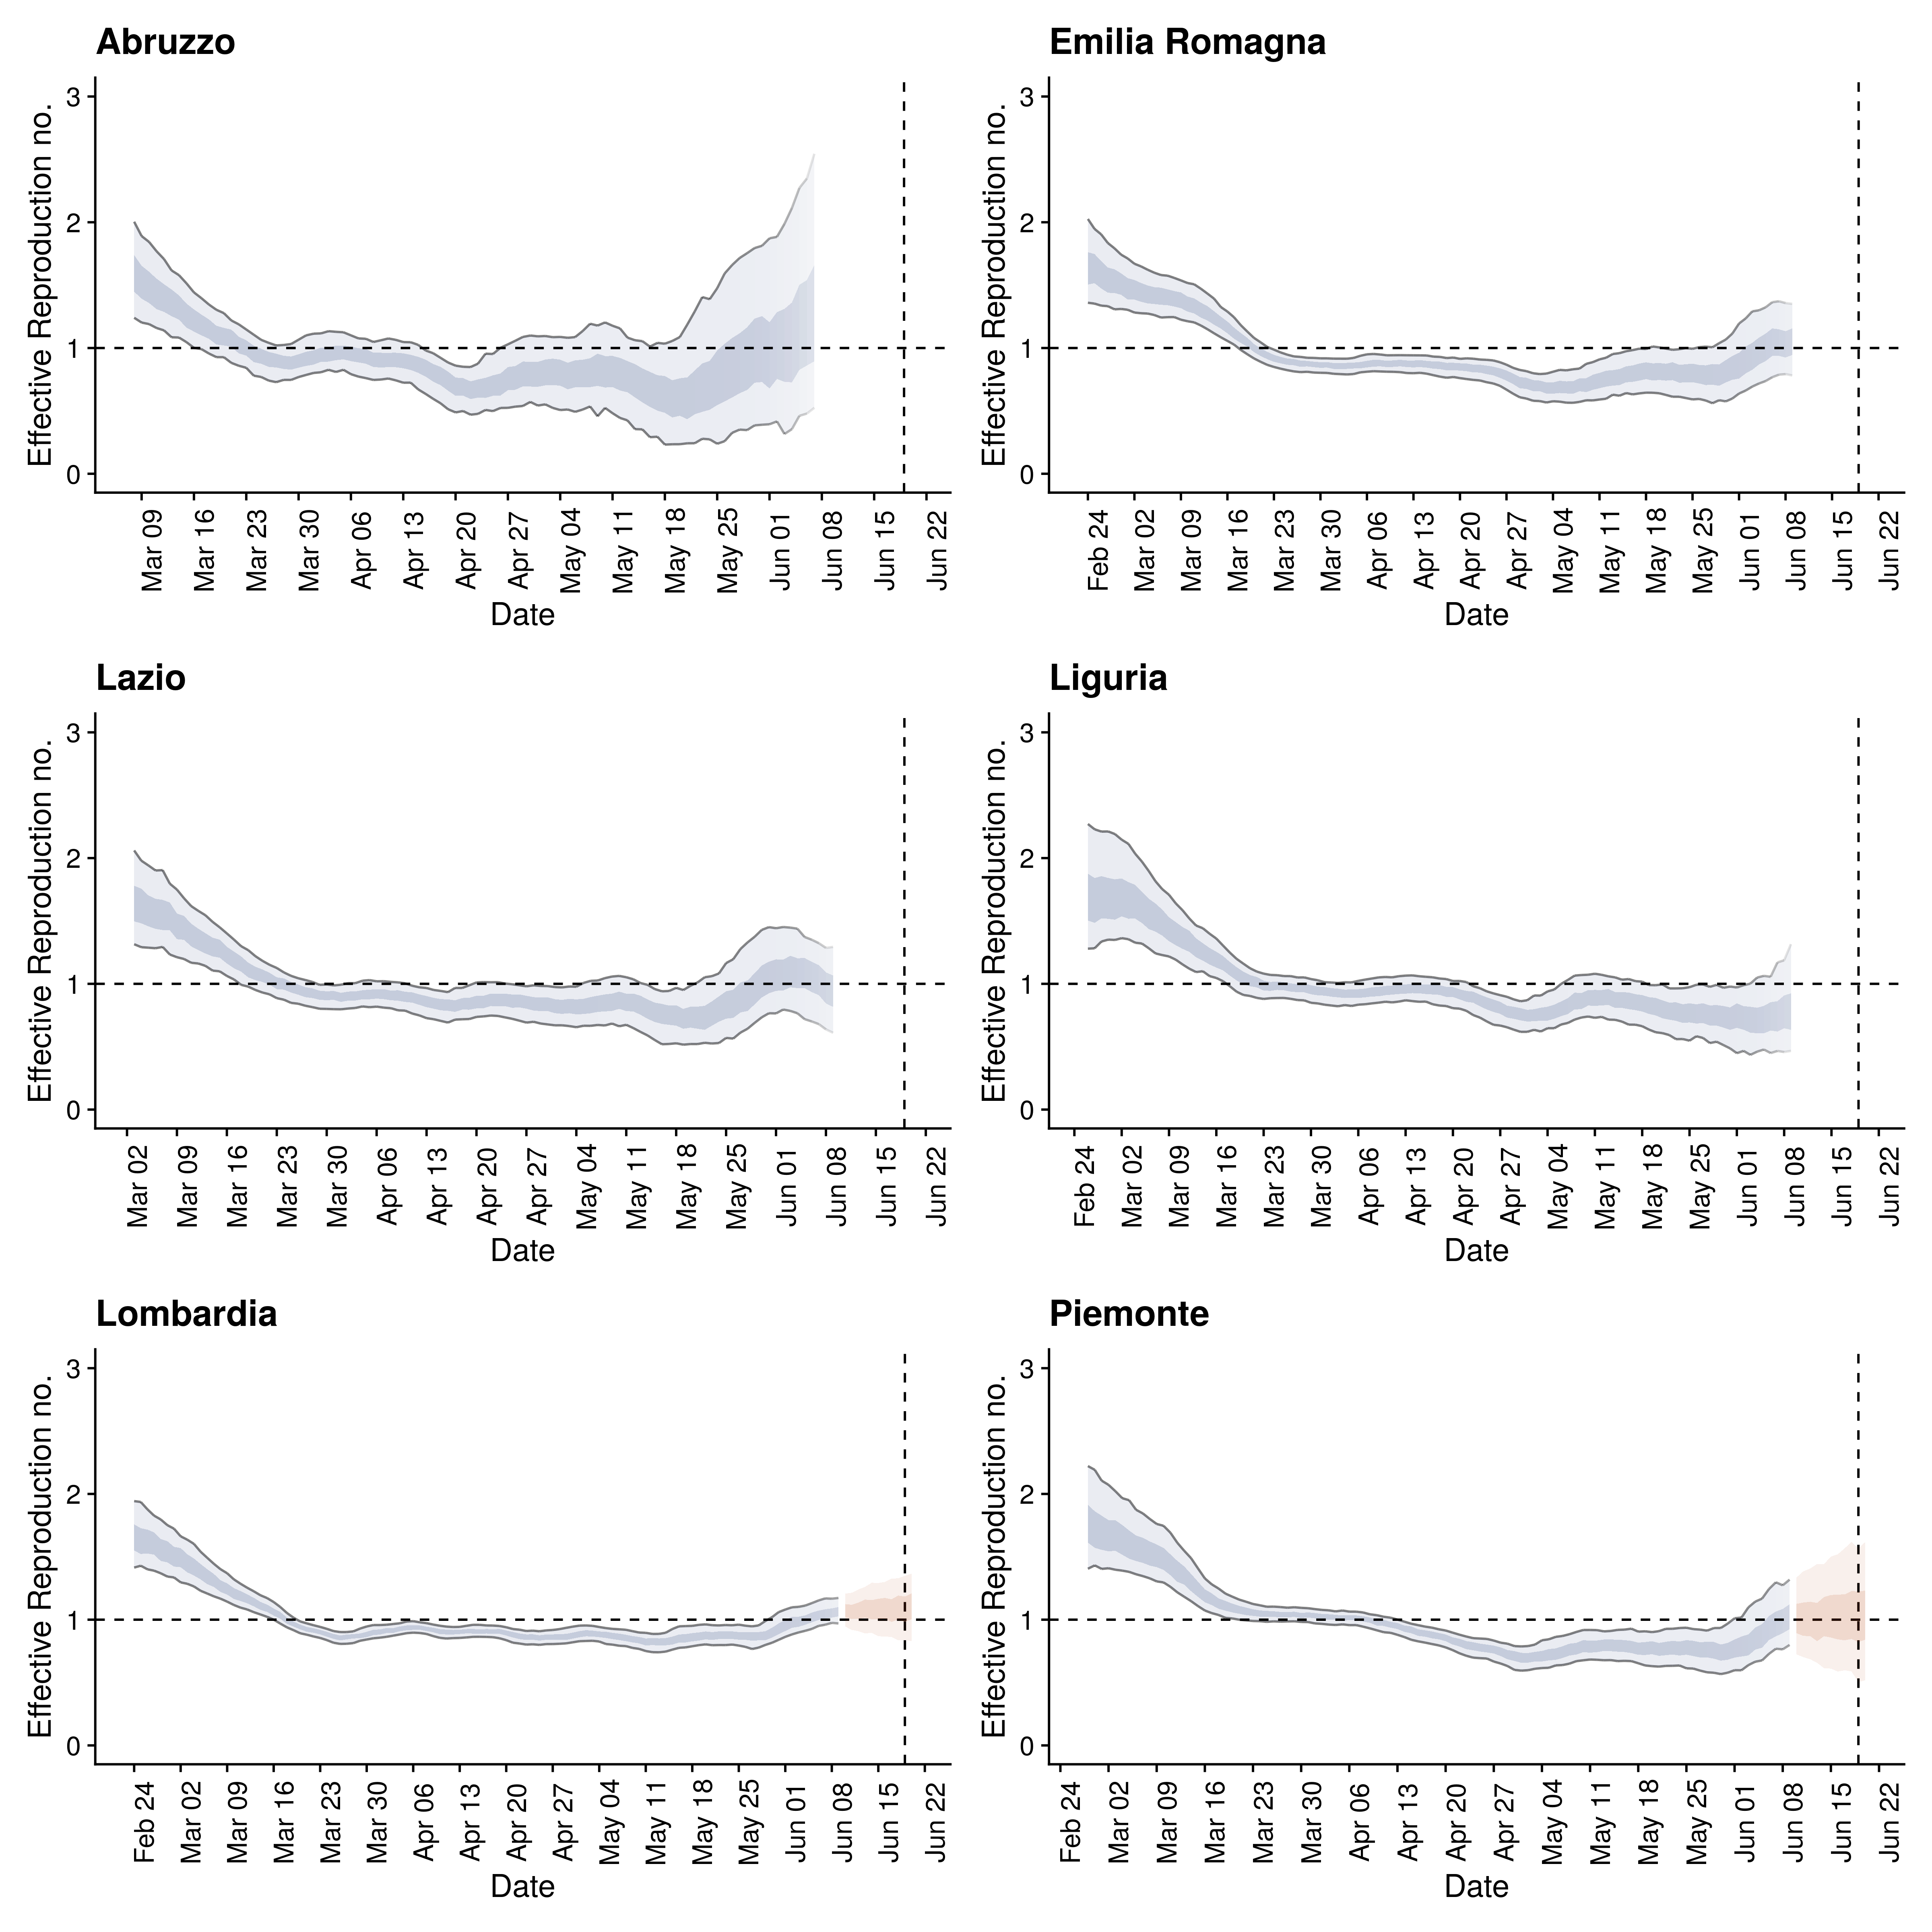 Abruzzo
Effective Reproduction no.
3
2
1
0
Mar 09 Mar 16 Mar 23 Mar 30 Apr 06 Apr 13 Apr 20 Apr 27 May 04 May 11 May 18 May 25 Jun 01 Jun 08 Jun 15 Jun 22
Date
Emilia Romagna
Effective Reproduction no.
3
2
1
0
Feb 24 Mar 02 Mar 09 Mar 16 Mar 23 Mar 30 Apr 06 Apr 13 Apr 20 Apr 27 May 04 May 11 May 18 May 25 Jun 01 Jun 08 Jun 15 Jun 22
Date
Lazio
Effective Reproduction no.
3
2
1
0
Mar 02 Mar 09 Mar 16 Mar 23 Mar 30 Apr 06 Apr 13 Apr 20 Apr 27 May 04 May 11 May 18 May 25 Jun 01 Jun 08 Jun 15 Jun 22
Date
Liguria
Effective Reproduction no.
3
2
1
0
Feb 24 Mar 02 Mar 09 Mar 16 Mar 23 Mar 30 Apr 06 Apr 13 Apr 20 Apr 27 May 04 May 11 May 18 May 25 Jun 01 Jun 08 Jun 15 Jun 22
Date
Lombardia
Effective Reproduction no.
3
2
1
0
Feb 24 Mar 02 Mar 09 Mar 16 Mar 23 Mar 30 Apr 06 Apr 13 Apr 20 Apr 27 May 04 May 11 May 18 May 25 Jun 01 Jun 08 Jun 15 Jun 22
Date
Piemonte
Effective Reproduction no.
3
2
1
0
Feb 24 Mar 02 Mar 09 Mar 16 Mar 23 Mar 30 Apr 06 Apr 13 Apr 20 Apr 27 May 04 May 11 May 18 May 25 Jun 01 Jun 08 Jun 15 Jun 22
Date